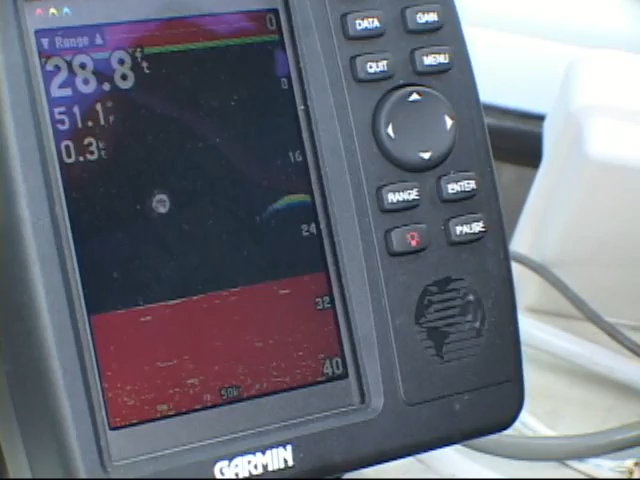 ▼ Range ▲
0
28.8 ft
51.1
0.3
16
24
32
40
50k
DATA
GAIN
QUIT
MENU
RANGE
ENTER
PAUSE
GARMIN